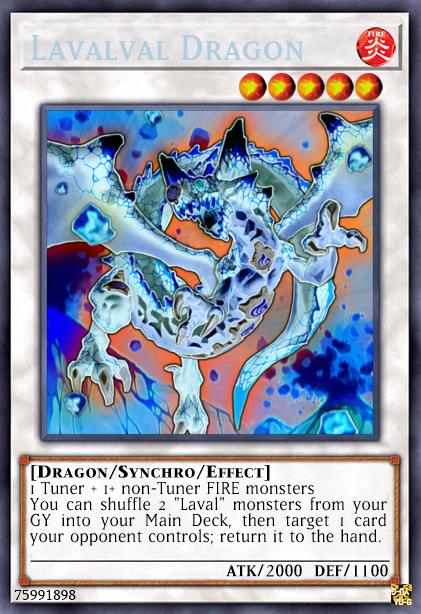 Lavalval Dragon
FIRE
炎
[Dragon/Synchro/Effect]
1 Tuner + 1+ non-Tuner FIRE monsters
You can shuffle 2 "Laval" monsters from your
GY into your Main Deck, then target 1 card
your opponent controls; return it to the hand.
ATK/2000 DEF/1100
75991898